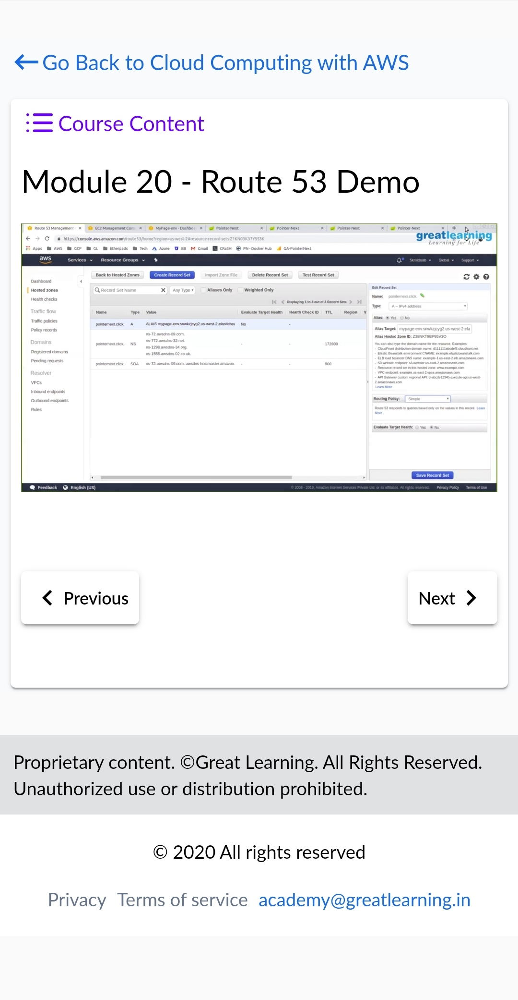 Go Back to Cloud Computing with AWS
Course Content
Module 20 - Route 53 Demo
Route 53 Management
EC2 Management Cons
MyPage-env - Dashboa
Pointer-Next
Pointer-Next
Pointer-Next
Pointer-Next
https://console.aws.amazon.com/route53/home?region=us-west-2#resource-record-sets:Z1KN03K37YS53K
greatlearning
Learning for Life
Apps AWS GCP GL Etherpads Tech Azure BB Gmail CRaSH PN - Docker Hub GA-PointerNext
aws Services Resource Groups Global Support
Back to Hosted Zones Create Record Set Import Zone File Delete Record Set Test Record Set
Dashboard
Hosted zones
Health checks
Traffic flow
Traffic policies
Policy records
Domains
Registered domains
Pending requests
Resolver
VPCs
Inbound endpoints
Outbound endpoints
Rules
Record Set Name Any Type Aliases Only Weighted Only
Displaying 1 to 3 out of 3 Record Sets
Name Type Value Evaluate Target Health Health Check ID TTL Region W
pointernext.click. A ALIAS mypage-env.snwkzjcyg2.us-west-2.elasticbea No -
pointernext.click. NS ns-72.awsdns-09.com. - - 172800
ns-772.awsdns-32.net.
ns-1298.awsdns-34.org.
ns-1555.awsdns-02.co.uk.
pointernext.click. SOA ns-72.awsdns-09.com. awsdns-hostmaster.amazon. - - 900
Edit Record Set
Name: pointernext.click.
Type: A – IPv4 address
Alias: Yes No
Alias Target: mypage-env.snwkzjcyg2.us-west-2.ela
Alias Hosted Zone ID: Z38NKT9BP95V3O
You can also type the domain name for the resource. Examples:
- CloudFront distribution domain name: d111111abcdef8.cloudfront.net
- Elastic Beanstalk environment CNAME: example.elasticbeanstalk.com
- ELB load balancer DNS name: example-1.us-east-2.elb.amazonaws.com
- S3 website endpoint: s3-website.us-east-2.amazonaws.com
- Resource record set in this hosted zone: www.example.com
- VPC endpoint: example.us-east-2.vpce.amazonaws.com
- API Gateway custom regional API: d-abcde12345.execute-api.us-west-
2.amazonaws.com
Learn More
Routing Policy: Simple
Route 53 responds to queries based only on the values in this record. Learn
More
Evaluate Target Health: Yes No
Save Record Set
Feedback English (US) © 2008 - 2019, Amazon Internet Services Private Ltd. or its affiliates. All rights reserved. Privacy Policy Terms of Use
Previous
Next
Proprietary content. ©Great Learning. All Rights Reserved.
Unauthorized use or distribution prohibited.
© 2020 All rights reserved
Privacy Terms of service academy@greatlearning.in